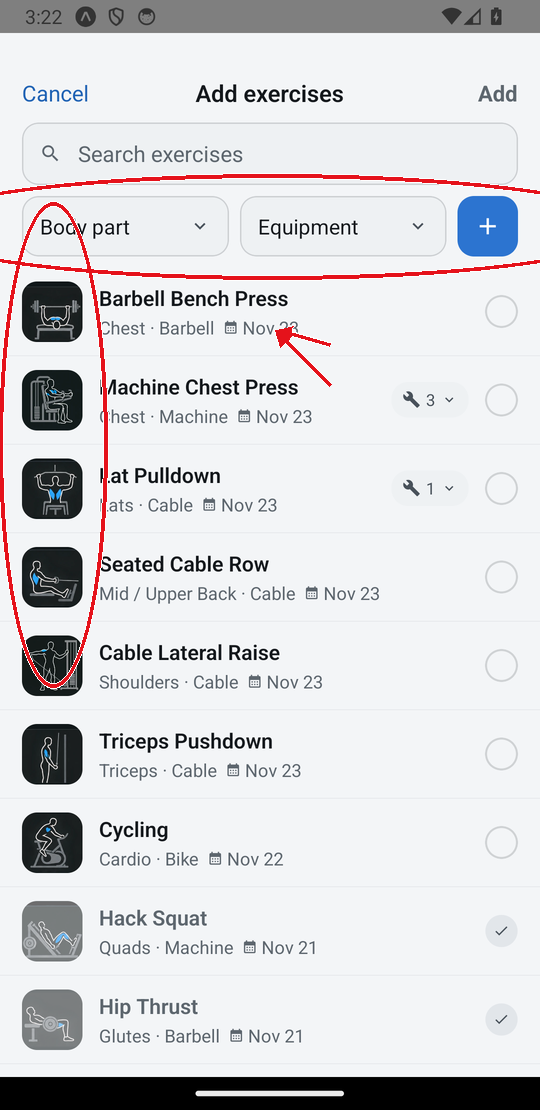 3:22
Cancel Add exercises Add
Search exercises
Body part Equipment
Barbell Bench Press
Chest · Barbell Nov 23
Machine Chest Press
Chest · Machine Nov 23
3
Lat Pulldown
Lats · Cable Nov 23
1
Seated Cable Row
Mid / Upper Back · Cable Nov 23
Cable Lateral Raise
Shoulders · Cable Nov 23
Triceps Pushdown
Triceps · Cable Nov 23
Cycling
Cardio · Bike Nov 22
Hack Squat
Quads · Machine Nov 21
Hip Thrust
Glutes · Barbell Nov 21